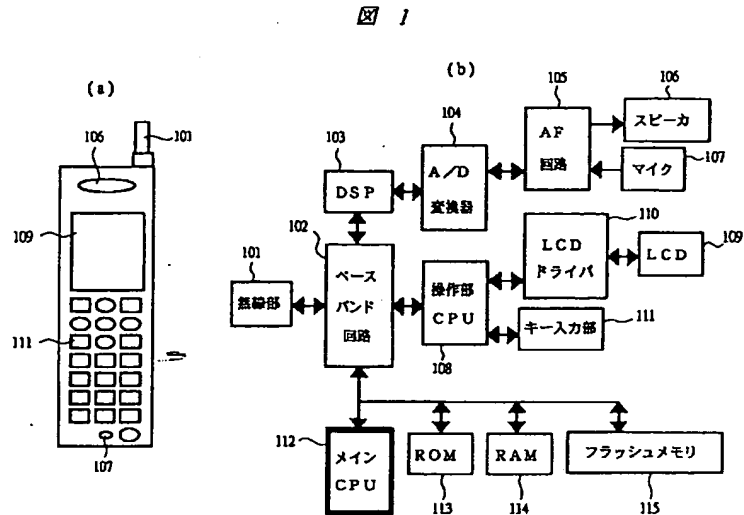 図 1
(a)
106
101
109
111
107
(b)
105
106
AF
回路
スピーカ
107
マイク
104
A/D
変換器
103
DSP
102
ベース
バンド
回路
101
無線部
110
LCD
ドライバ
109
LCD
操作部
CPU
108
111
キー入力部
112
メイン
CPU
ROM
113
RAM
114
フラッシュメモリ
115